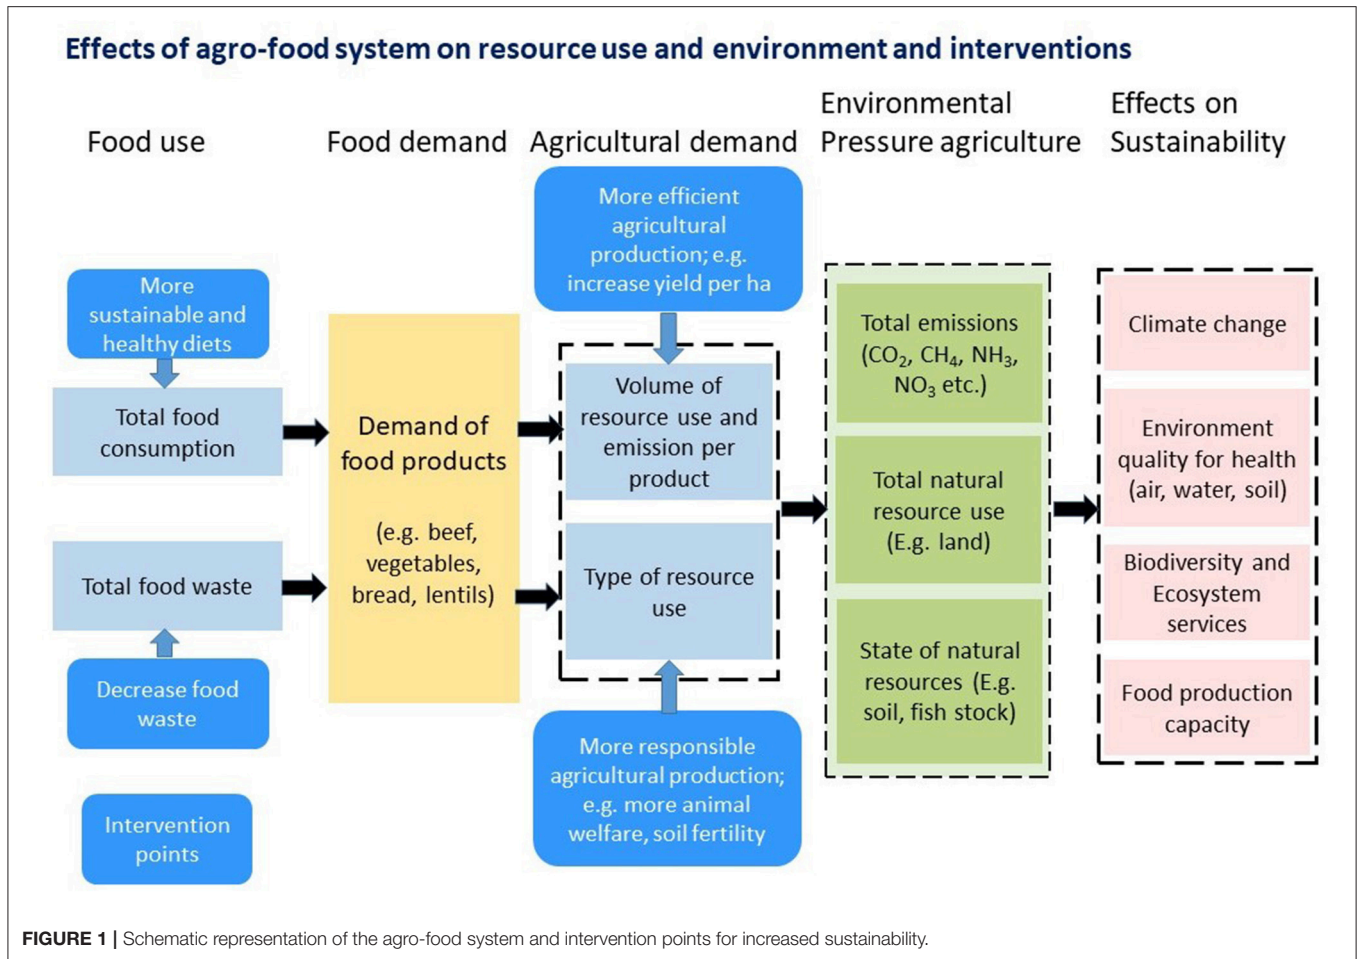 Effects of agro-food system on resource use and environment and interventions
Food use
Food demand
Agricultural demand
Environmental
Pressure agriculture
Effects on
Sustainability
More
sustainable and
healthy diets
Total food
consumption
Total food waste
Decrease food
waste
Intervention
points
Demand of
food products
(e.g. beef,
vegetables,
bread, lentils)
More efficient
agricultural
production; e.g.
increase yield per ha
Volume of
resource use and
emission per
product
Type of resource
use
More responsible
agricultural production;
e.g. more animal
welfare, soil fertility
Total emissions
(CO₂, CH₄, NH₃,
NO₃ etc.)
Total natural
resource use
(E.g. land)
State of natural
resources (E.g.
soil, fish stock)
Climate change
Environment
quality for health
(air, water, soil)
Biodiversity and
Ecosystem
services
Food production
capacity
FIGURE 1 | Schematic representation of the agro-food system and intervention points for increased sustainability.